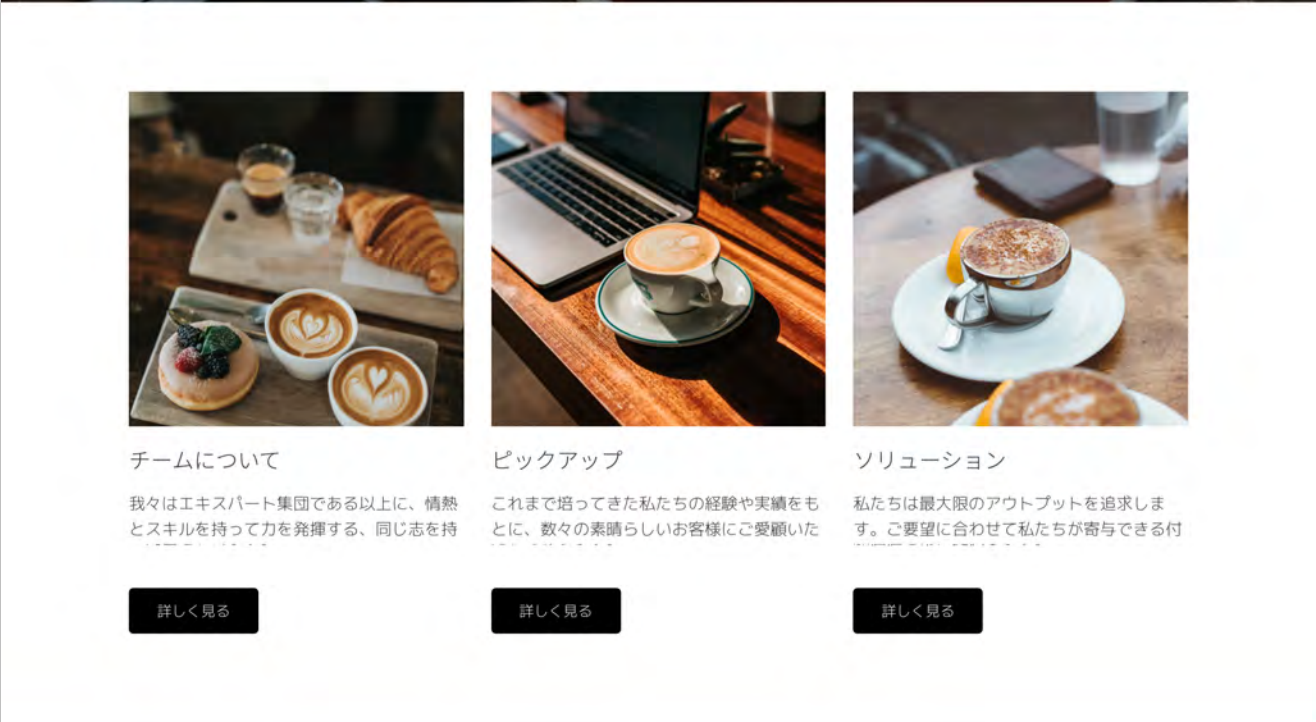 チームについて
我々はエキスパート集団である以上に、情熱
とスキルを持って力を発揮する、同じ志を持
詳しく見る
ピックアップ
これまで培ってきた私たちの経験や実績をも
とに、数々の素晴らしいお客様にご愛顧いた
詳しく見る
ソリューション
私たちは最大限のアウトプットを追求しま
す。ご要望に合わせて私たちが寄与できる付
詳しく見る